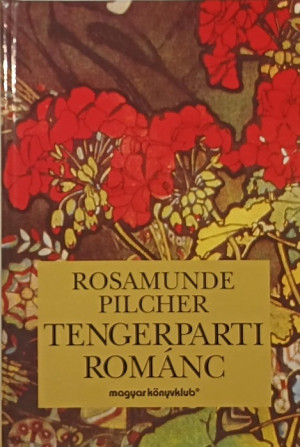 ROSAMUNDE
PILCHER
TENGERPARTI
ROMÁNC
magyar könyvklub®